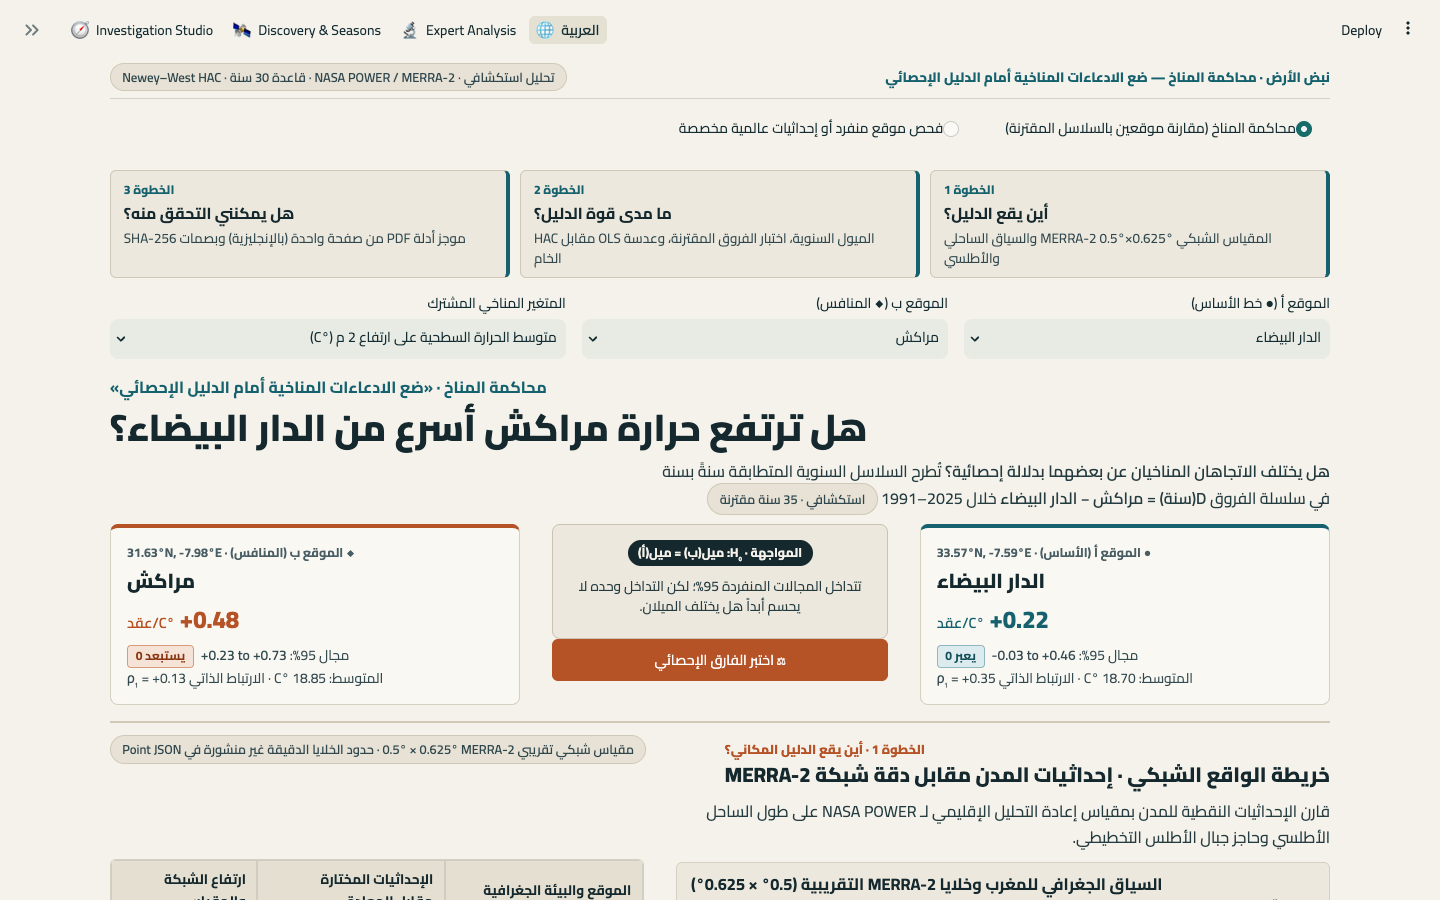 Investigation Studio
Discovery & Seasons
Expert Analysis
العربية
Deploy
نبض الأرض · محاكمة المناخ — ضع الادعاءات المناخية أمام الدليل الإحصائي
تحليل استكشافي · NASA POWER / MERRA-2 · قاعدة 30 سنة · Newey–West HAC
محاكمة المناخ (مقارنة موقعين بالسلاسل المقترنة)
فحص موقع منفرد أو إحداثيات عالمية مخصصة
الخطوة 1
أين يقع الدليل؟
المقياس الشبكي MERRA-2 0.5°×0.625° والسياق الساحلي
والأطلسي
الخطوة 2
ما مدى قوة الدليل؟
الميول السنوية، اختبار الفروق المقترنة، وعدسة OLS مقابل HAC
الخام
الخطوة 3
هل يمكنني التحقق منه؟
موجز أدلة PDF من صفحة واحدة (بالإنجليزية) وبصمات SHA-256
الموقع أ (● خط الأساس)
الموقع ب (◆ المنافس)
المتغير المناخي المشترك
الدار البيضاء
مراكش
متوسط الحرارة السطحية على ارتفاع 2 م (°C)
محاكمة المناخ · «ضع الادعاءات المناخية أمام الدليل الإحصائي»
هل ترتفع حرارة مراكش أسرع من الدار البيضاء؟
هل يختلف الاتجاهان المناخيان عن بعضهما بدلالة إحصائية؟ تُطرح السلاسل السنوية المتطابقة سنةً بسنة
في سلسلة الفروق D(سنة) = مراكش − الدار البيضاء خلال 1991–2025 استكشافي · 35 سنة مقترنة
● الموقع أ (الأساس) · 33.57°N, -7.59°E
الدار البيضاء
+0.22 °C/عقد
مجال 95%: -0.03 to +0.46 يعبر 0
المتوسط: 18.70 °C · الارتباط الذاتي ρ₁ = +0.35
المواجهة · H₀: ميل(ب) = ميل(أ)
تتداخل المجالات المنفردة 95%؛ لكن التداخل وحده لا
يحسم أبداً هل يختلف الميلان.
⚖ اختبر الفارق الإحصائي
◆ الموقع ب (المنافس) · 31.63°N, -7.98°E
مراكش
+0.48 °C/عقد
مجال 95%: +0.23 to +0.73 يستبعد 0
المتوسط: 18.85 °C · الارتباط الذاتي ρ₁ = +0.13
الخطوة 1 · أين يقع الدليل المكاني؟
خريطة الواقع الشبكي · إحداثيات المدن مقابل دقة شبكة MERRA-2
مقياس شبكي تقريبي MERRA-2 0.5° × 0.625° · حدود الخلايا الدقيقة غير منشورة في Point JSON
قارن الإحداثيات النقطية للمدن بمقياس إعادة التحليل الإقليمي لـ NASA POWER على طول الساحل
الأطلسي وحاجز جبال الأطلس التخطيطي.
السياق الجغرافي للمغرب وخلايا MERRA-2 التقريبية (0.5° × 0.625°)
الموقع والبيئة الجغرافية
الإحداثيات المختارة
ارتفاع الشبكة